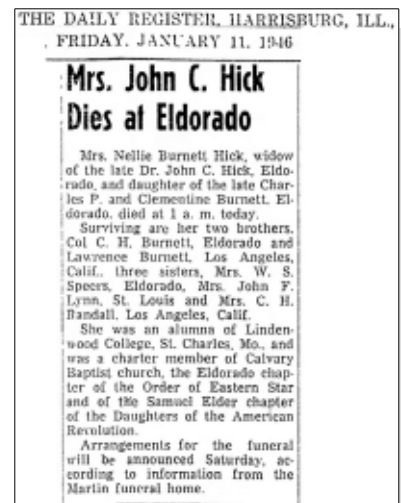 THE DAILY REGISTER, HARRISBURG, ILL.,
FRIDAY, JANUARY 11, 1946
Mrs. John C. Hick
Dies at Eldorado
Mrs. Nellie Burnett Hick, widow
of the late Dr. John C. Hick, Eldo-
rado, and daughter of the late Char-
les P. and Clementine Burnett, El-
dorado, died at 1 a. m. today.
Surviving are her two brothers,
Col C. H. Burnett, Eldorado and
Lawrence Burnett, Los Angeles,
Calif., three sisters, Mrs. W. S.
Speers, Eldorado, Mrs. John F.
Lynn, St. Louis and Mrs. C. H.
Randall, Los Angeles, Calif.
She was an alumna of Linden-
wood College, St. Charles, Mo., and
was a charter member of Calvary
Baptist church, the Eldorado chap-
ter of the Order of Eastern Star
and of the Samuel Elder chapter
of the Daughters of the American
Revolution.
Arrangements for the funeral
will be announced Saturday, ac-
cording to information from the
Martin funeral home.